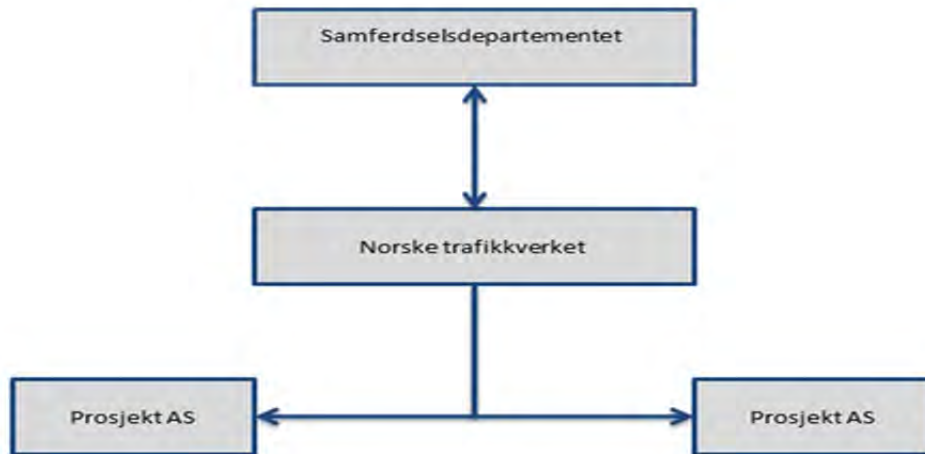 Samferdselsdepartementet
Norske trafikkverket
Prosjekt AS
Prosjekt AS